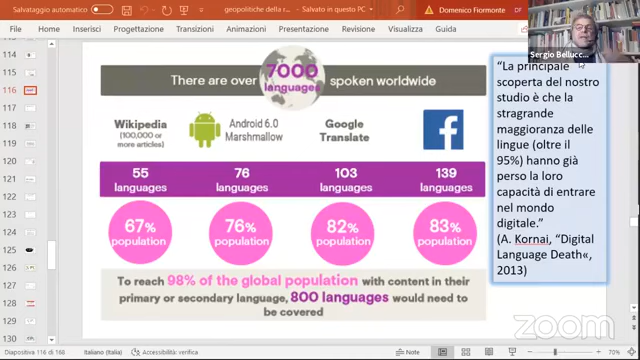 Salvataggio automatico
geopolitiche della r...
Salvato in questo PC
Domenico Fiormonte
File
Home
Inserisci
Progettazione
Transizioni
Animazioni
Presentazione
Revisione
Visualizza
Guida
Sergio Bellucc...
114
115
116
117
118
119
120
121
122
123
124
125
126
127
128
129
130
There are over 7000 languages spoken worldwide
Wikipedia
(100,000 or
more articles)
Android 6.0
Marshmallow
Google
Translate
55
languages
76
languages
103
languages
139
languages
67%
population
76%
population
82%
population
83%
population
To reach 98% of the global population with content in their
primary or secondary language, 800 languages would need to
be covered
“La principale
scoperta del nostro
studio è che la
stragrande
maggioranza delle
lingue (oltre il
95%) hanno già
perso la loro
capacità di entrare
nel mondo
digitale.”
(A. Kornai, “Digital
Language Death«,
2013)
zoom
Diapositiva 116 di 168
Italiano (Italia)
Accessibilità: verifica
Note
70%